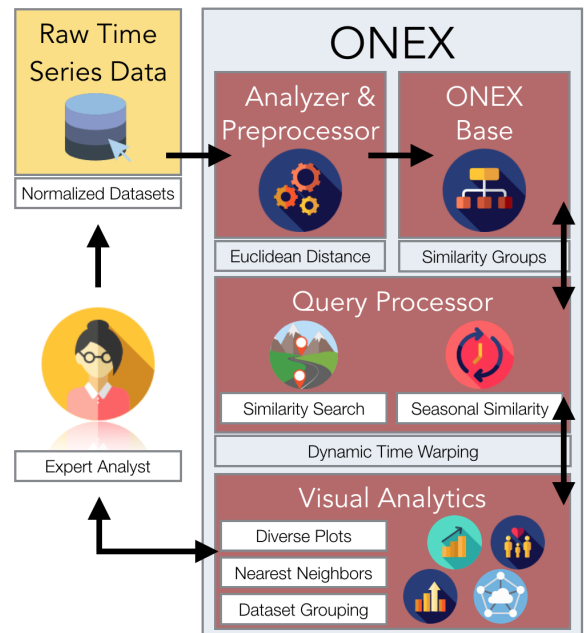 Raw Time
Series Data
Normalized Datasets
Expert Analyst
ONEX
Analyzer &
Preprocessor
Euclidean Distance
ONEX
Base
Similarity Groups
Query Processor
Similarity Search
Seasonal Similarity
Dynamic Time Warping
Visual Analytics
Diverse Plots
Nearest Neighbors
Dataset Grouping